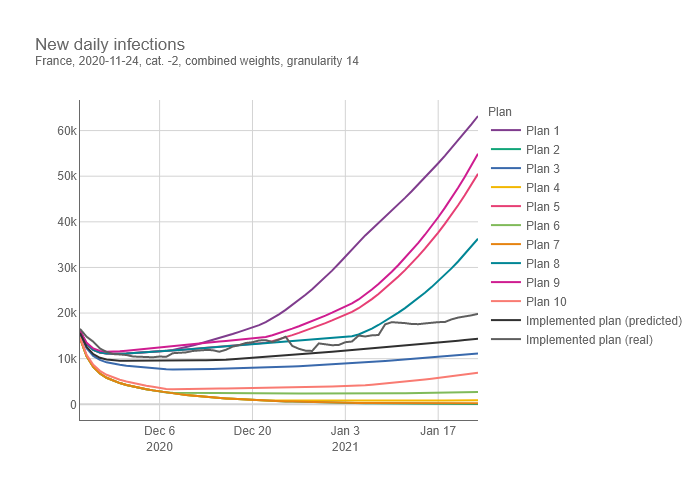 New daily infections
France, 2020-11-24, cat. -2, combined weights, granularity 14
Plan
60k
50k
40k
30k
20k
10k
0
Dec 6
2020
Dec 20
Jan 3
2021
Jan 17
Plan 1
Plan 2
Plan 3
Plan 4
Plan 5
Plan 6
Plan 7
Plan 8
Plan 9
Plan 10
Implemented plan (predicted)
Implemented plan (real)